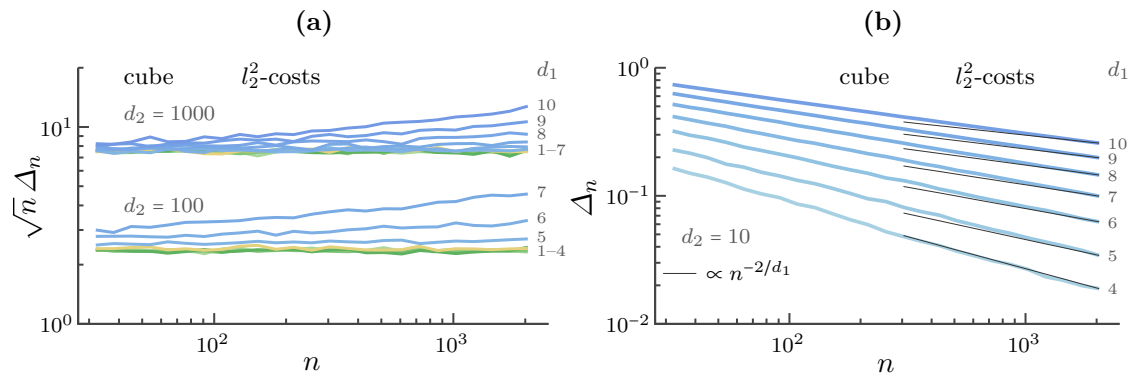 (a)
cube l₂²-costs d₁
d₂ = 1000
10
9
8
1–7
d₂ = 100
7
6
5
1–4
√n Δₙ
10¹
10⁰
10² 10³
n
(b)
cube l₂²-costs d₁
10
9
8
7
6
5
4
d₂ = 10
∝ n^{-2/d₁}
Δₙ
10⁰
10⁻¹
10⁻²
10² 10³
n